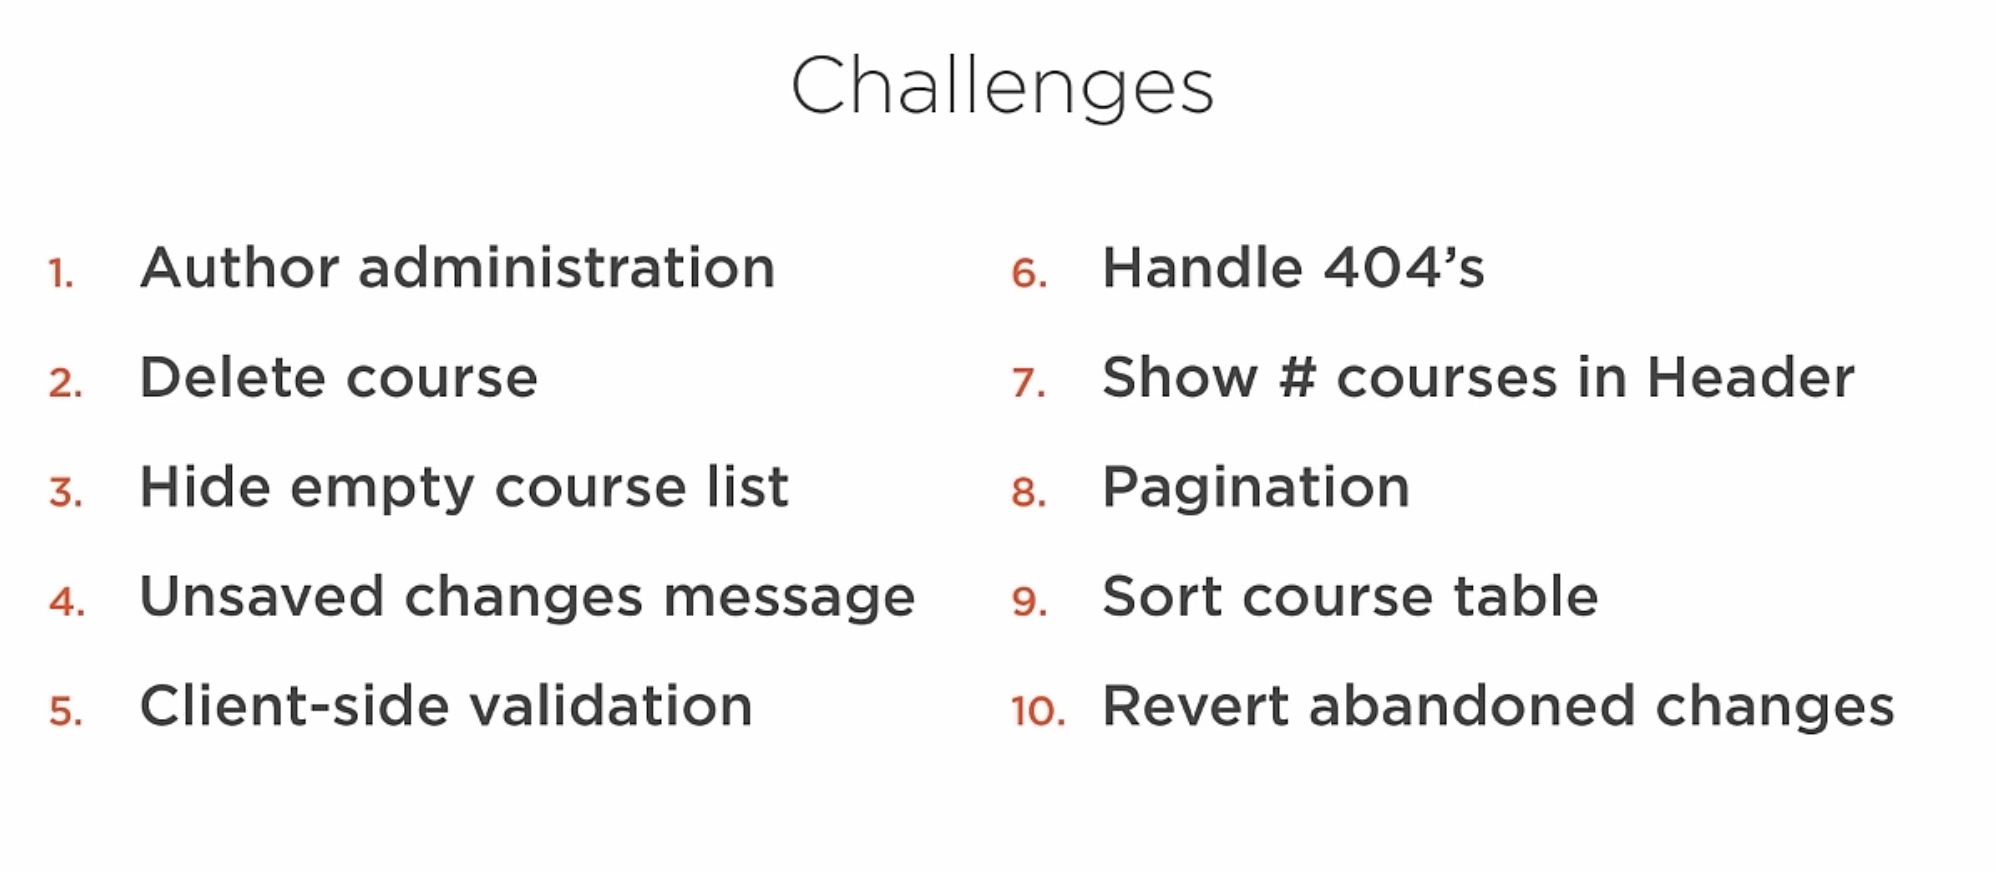 Challenges
1. Author administration
2. Delete course
3. Hide empty course list
4. Unsaved changes message
5. Client-side validation
6. Handle 404’s
7. Show # courses in Header
8. Pagination
9. Sort course table
10. Revert abandoned changes